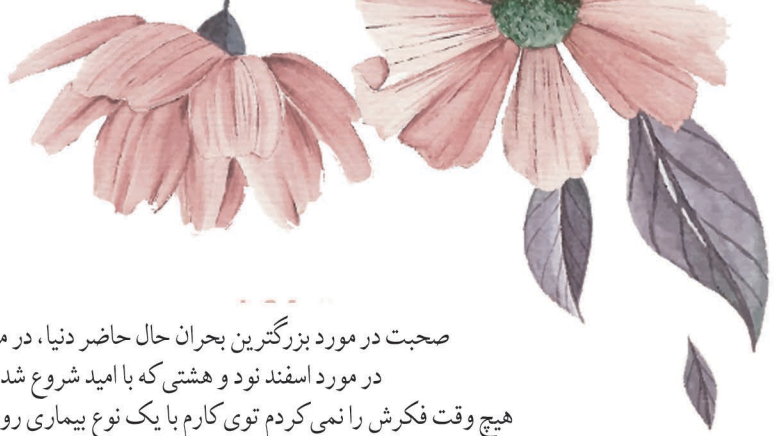 صحبت در مورد بزرگترین بحران حال حاضر دنیا، در
در مورد اسفند نود و هشتی که با امید شروع شد
هیچ وقت فکرش را نمی‌کردم توی کارم با یک نوع بیماری رو